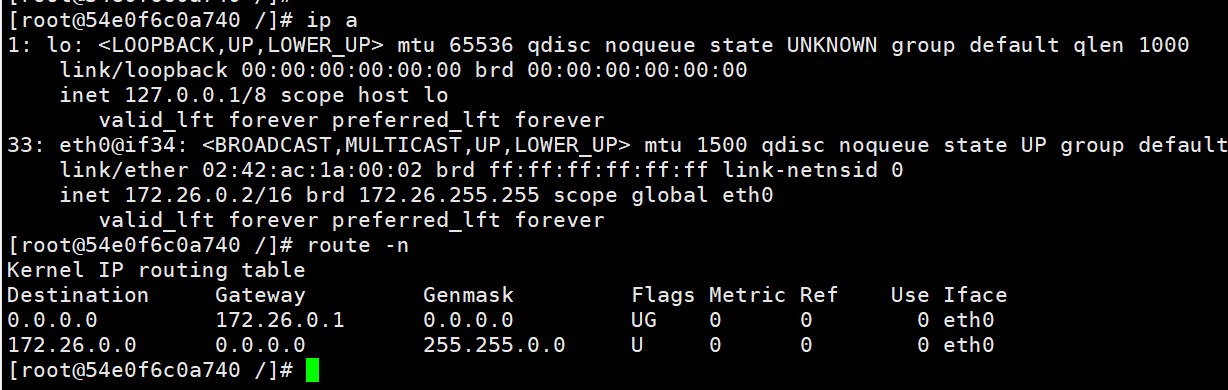 [root@54e0f6c0a740 /]# ip a
1: lo: <LOOPBACK,UP,LOWER_UP> mtu 65536 qdisc noqueue state UNKNOWN group default qlen 1000
    link/loopback 00:00:00:00:00:00 brd 00:00:00:00:00:00
    inet 127.0.0.1/8 scope host lo
       valid_lft forever preferred_lft forever
33: eth0@if34: <BROADCAST,MULTICAST,UP,LOWER_UP> mtu 1500 qdisc noqueue state UP group default
    link/ether 02:42:ac:1a:00:02 brd ff:ff:ff:ff:ff:ff link-netnsid 0
    inet 172.26.0.2/16 brd 172.26.255.255 scope global eth0
       valid_lft forever preferred_lft forever
[root@54e0f6c0a740 /]# route -n
Kernel IP routing table
Destination     Gateway         Genmask         Flags Metric Ref    Use Iface
0.0.0.0         172.26.0.1      0.0.0.0         UG    0      0        0 eth0
172.26.0.0      0.0.0.0         255.255.0.0     U     0      0        0 eth0
[root@54e0f6c0a740 /]#